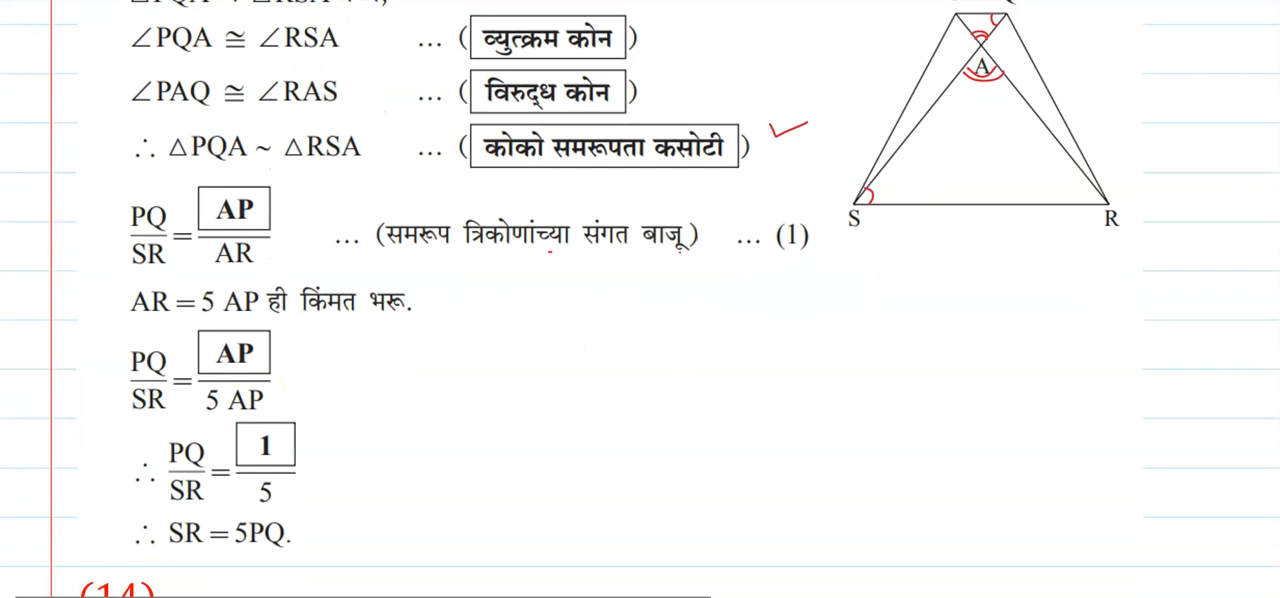 ∠PQA ≅ ∠RSA ... ( व्युत्क्रम कोन )
∠PAQ ≅ ∠RAS ... ( विरुद्ध कोन )
∴ △PQA ~ △RSA ... ( कोको समरूपता कसोटी )
PQ/SR = AP/AR ... (समरूप त्रिकोणांच्या संगत बाजू) ... (1)
AR = 5 AP ही किंमत भरू.
PQ/SR = AP/5 AP
∴ PQ/SR = 1/5
∴ SR = 5PQ.
A
S R
(14)